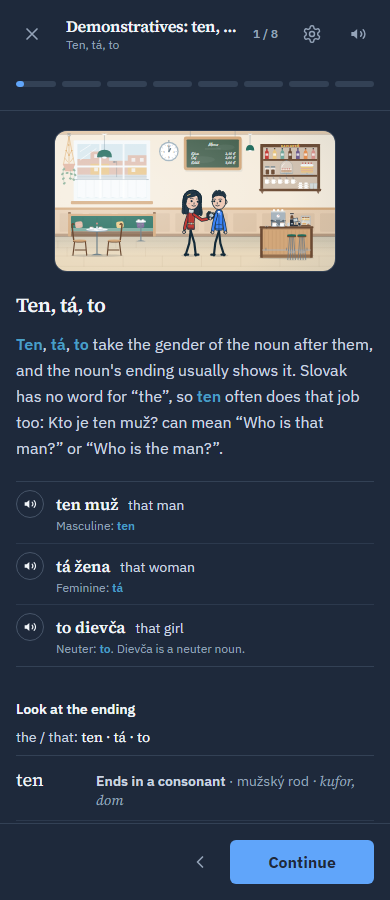 Demonstratives: ten, ...
Ten, tá, to
1 / 8
Ten, tá, to
Ten, tá, to take the gender of the noun after them,
and the noun's ending usually shows it. Slovak
has no word for “the”, so ten often does that job
too: Kto je ten muž? can mean “Who is that
man?” or “Who is the man?”.
ten muž that man
Masculine: ten
tá žena that woman
Feminine: tá
to dievča that girl
Neuter: to. Dievča is a neuter noun.
Look at the ending
the / that: ten · tá · to
ten Ends in a consonant · mužský rod · kufor,
dom
Continue